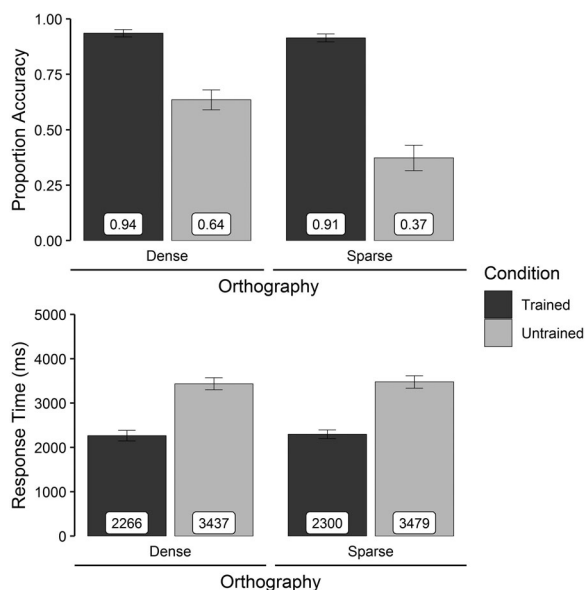 1.00
0.75
0.50
0.25
0.00
Proportion Accuracy
0.94 0.64 0.91 0.37
Dense Sparse
Orthography
Condition
Trained
Untrained
5000
4000
3000
2000
1000
0
Response Time (ms)
2266 3437 2300 3479
Dense Sparse
Orthography